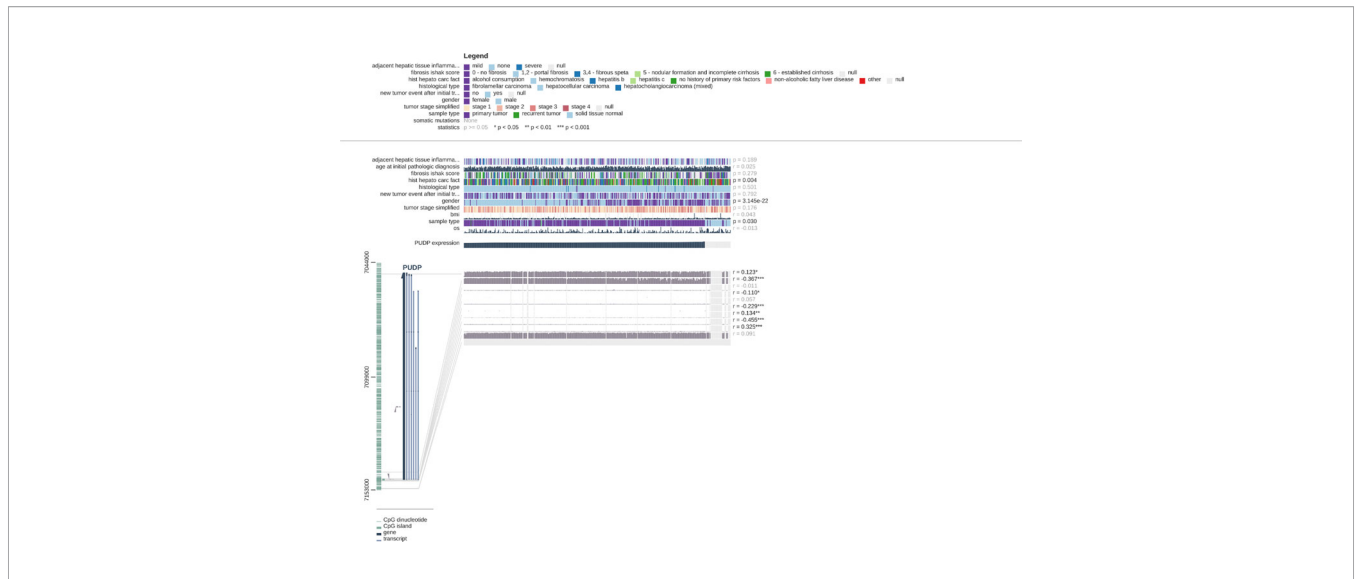 Legend
adjacent hepatic tissue inflamma... mild none severe null
fibrosis ishak score 0 - no fibrosis 1,2 - portal fibrosis 3,4 - fibrous speta 5 - nodular formation and incomplete cirrhosis 6 - established cirrhosis null
hist hepato carc fact alcohol consumption hemochromatosis hepatitis b hepatitis c no history of primary risk factors non-alcoholic fatty liver disease other null
histological type fibrolamellar carcinoma hepatocellular carcinoma hepatocholangiocarcinoma (mixed)
new tumor event after initial tr... no yes null
gender female male
tumor stage simplified stage 1 stage 2 stage 3 stage 4 null
sample type primary tumor recurrent tumor solid tissue normal
somatic mutations None
statistics p >= 0.05 * p < 0.05 ** p < 0.01 *** p < 0.001
adjacent hepatic tissue inflamma... p = 0.189
age at initial pathologic diagnosis
fibrosis ishak score p = 0.279
hist hepato carc fact p = 0.004
histological type
new tumor event after initial tr... p = 0.792
gender p = 3.145e-22
tumor stage simplified p = 0.176
bmi r = 0.043
sample type p = 0.030
os r = -0.013
PUDP expression
7044000
PUDP
r = 0.123*
r = -0.367***
r = -0.011
r = -0.110*
r = 0.057
r = -0.229***
r = 0.134**
r = -0.455***
r = 0.325***
r = 0.091
7099000
7153000
CpG dinucleotide
CpG island
gene
transcript